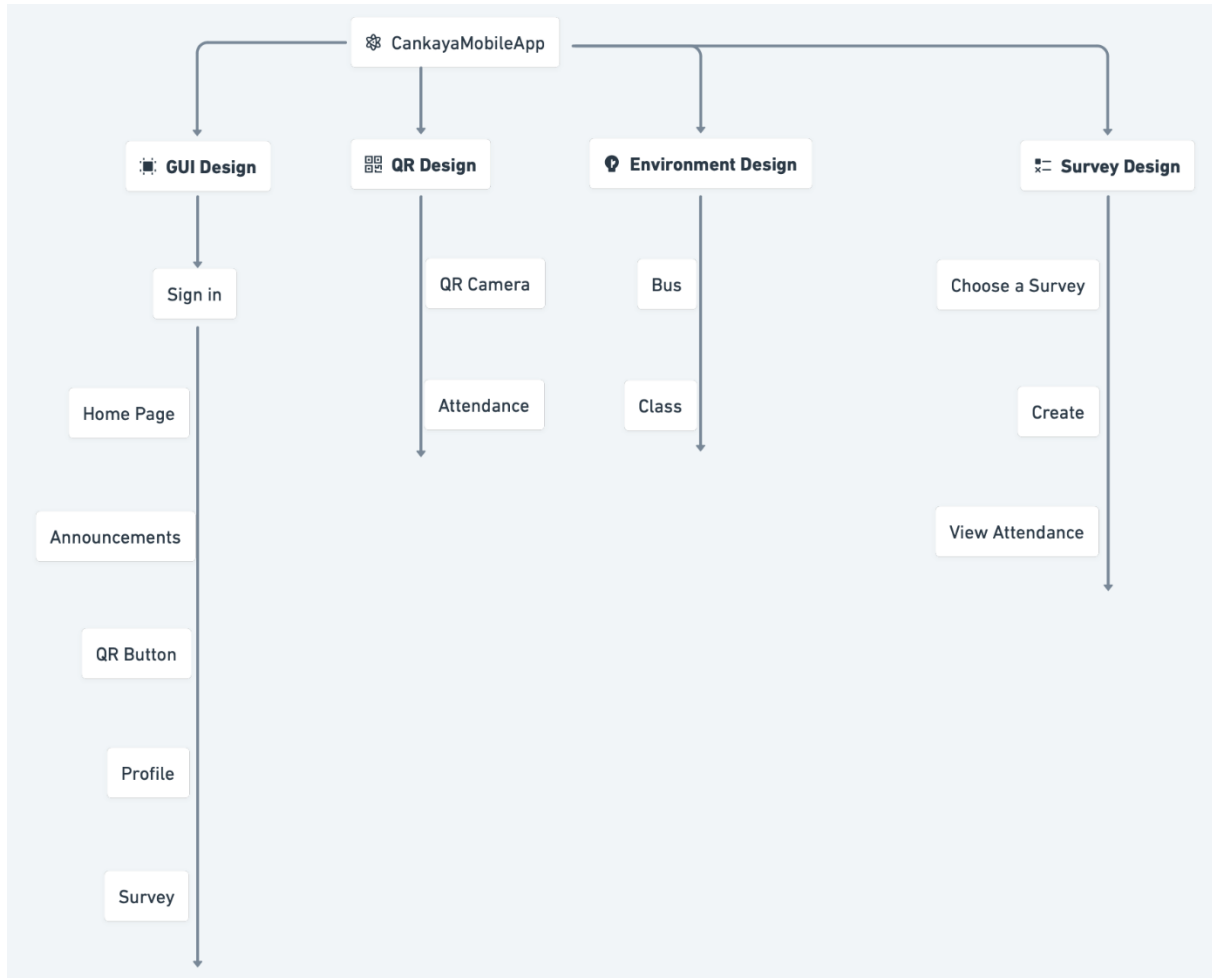 CankayaMobileApp
GUI Design
QR Design
Environment Design
Survey Design
Sign in
Home Page
Announcements
QR Button
Profile
Survey
QR Camera
Attendance
Bus
Class
Choose a Survey
Create
View Attendance